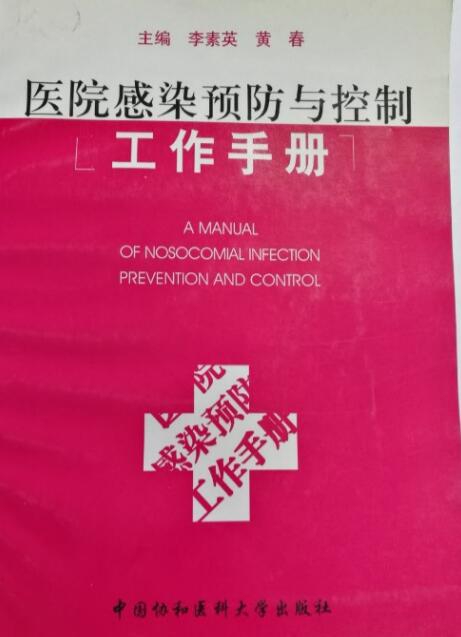 主编 李素英 黄春
医院感染预防与控制
工作手册
A MANUAL
OF NOSOCOMIAL INFECTION
PREVENTION AND CONTROL
医院
感染预防
工作手册
中国协和医科大学出版社